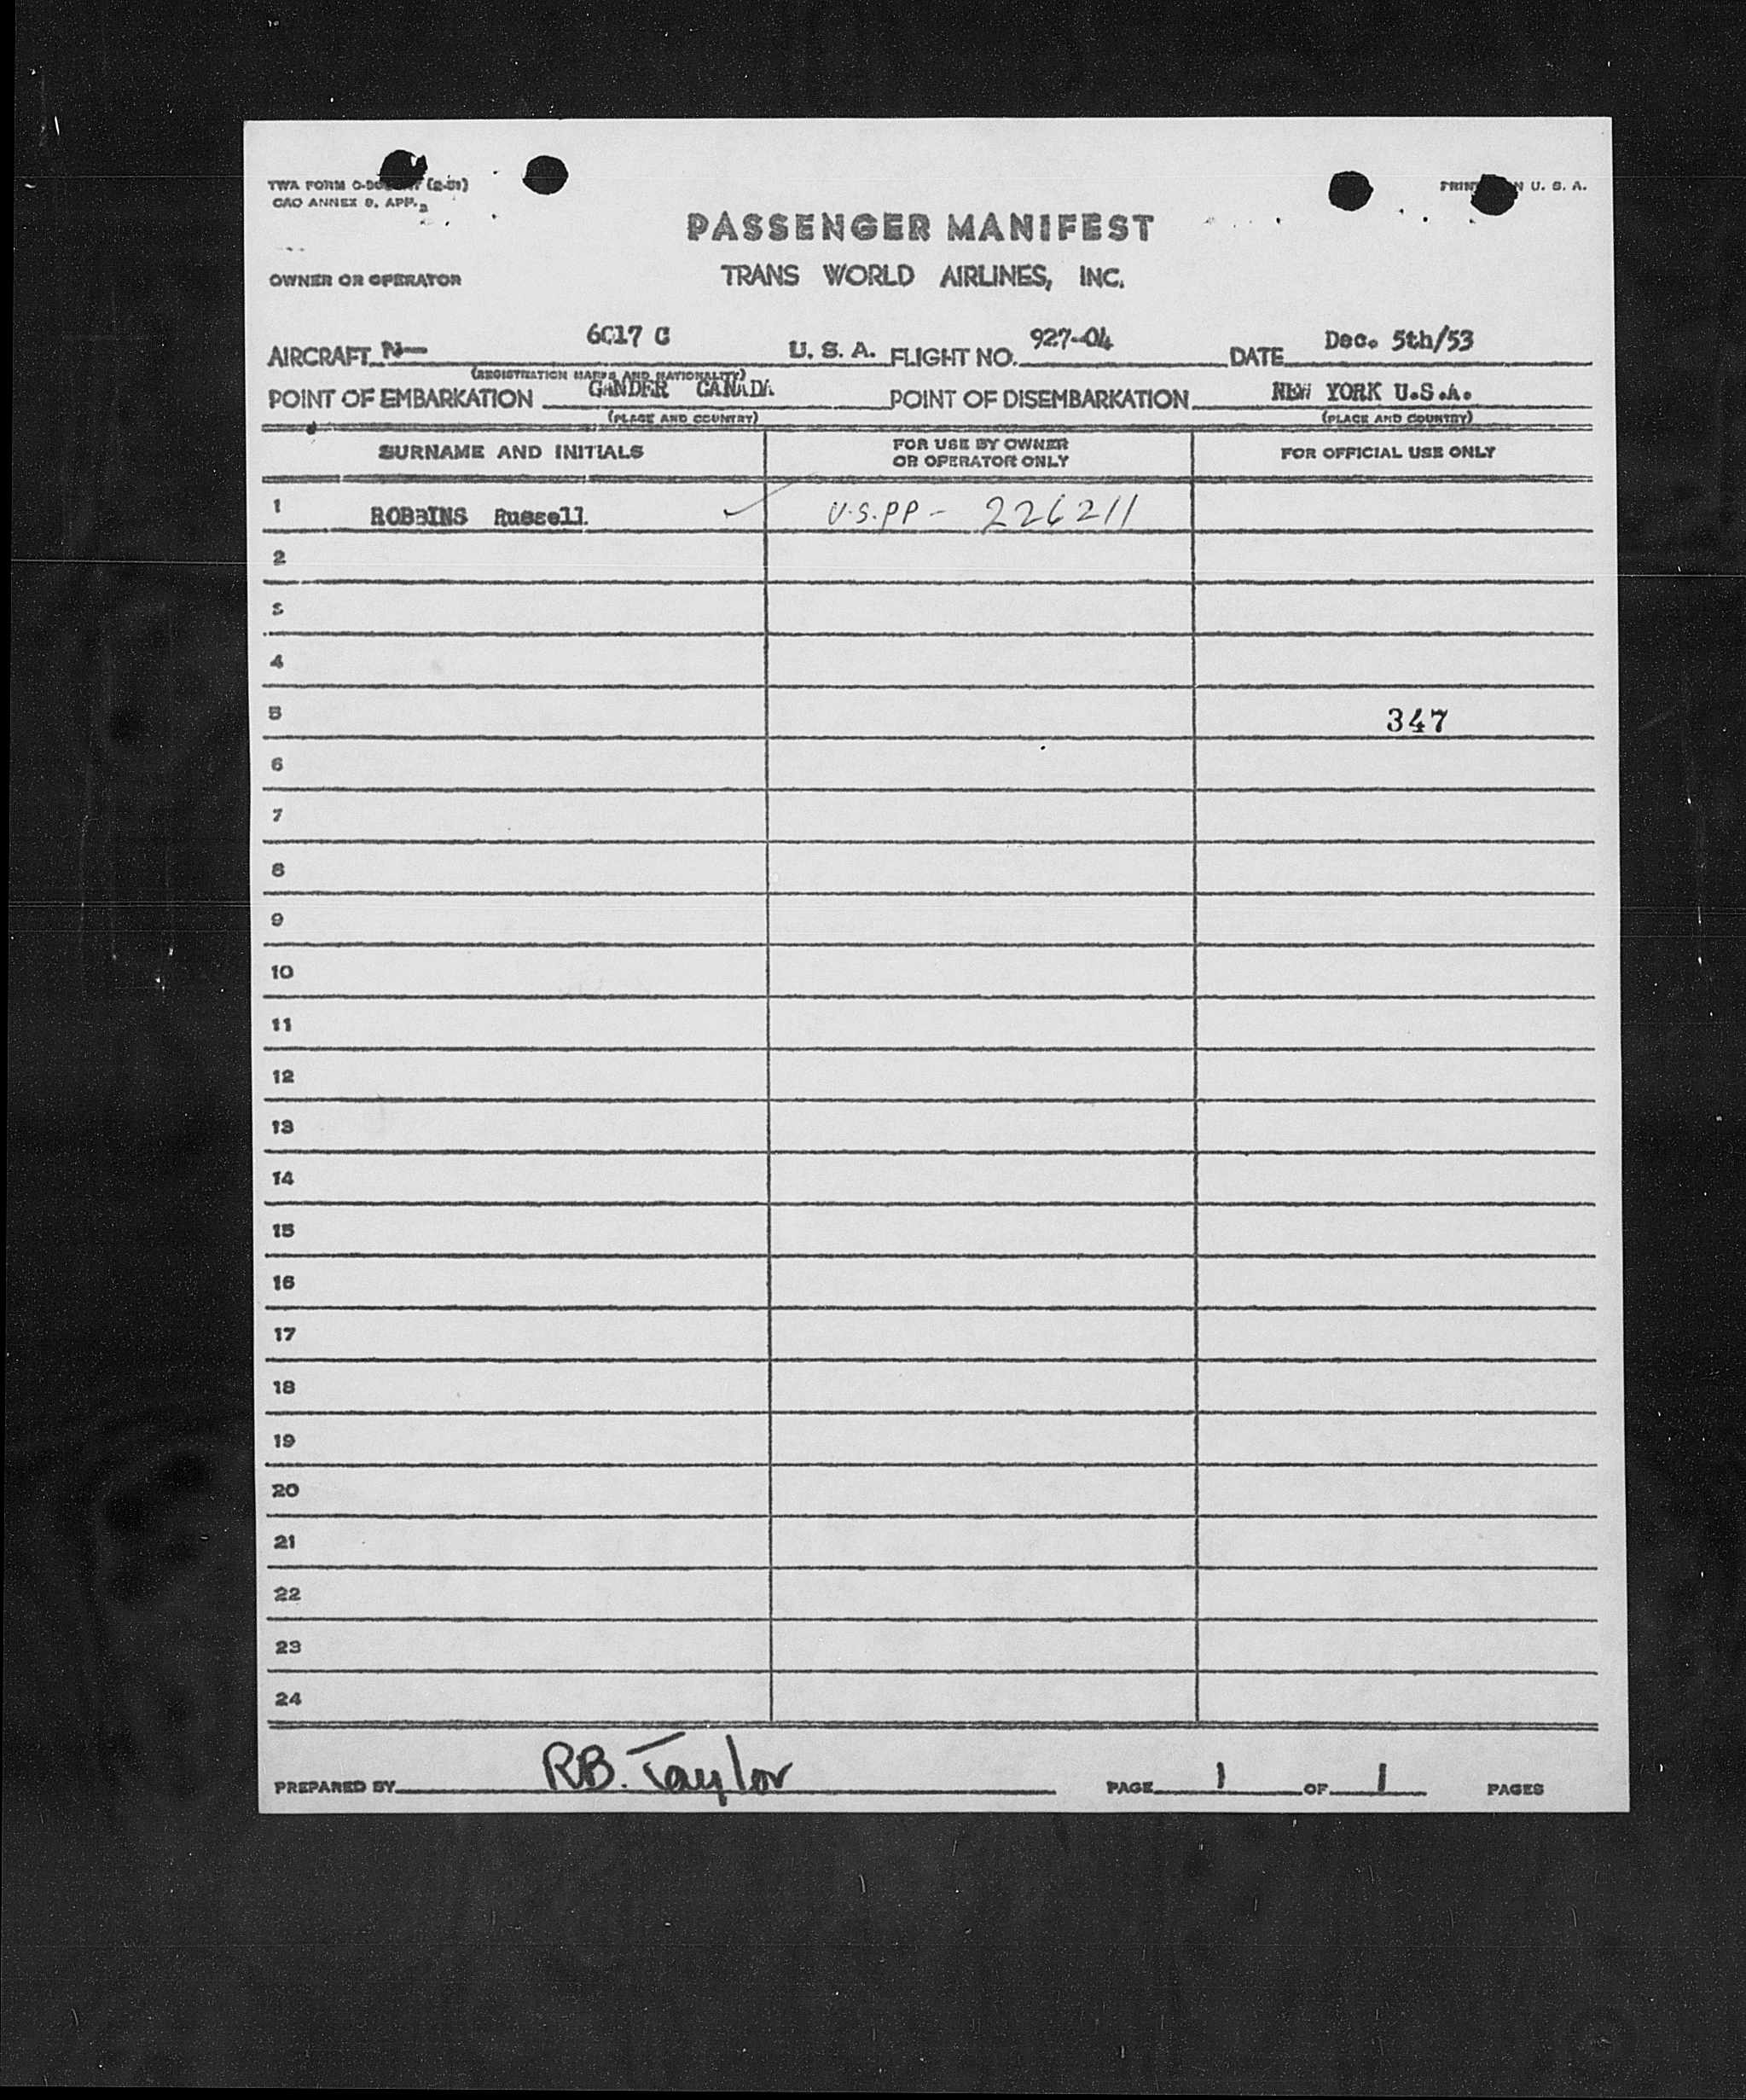 TWA FORM (2-51)
PRINTED IN U. S. A.
CAO ANNEX 9, APP. 3
PASSENGER MANIFEST
OWNER OR OPERATOR
TRANS WORLD AIRLINES, INC.
AIRCRAFT N— 6017 C U. S. A. FLIGHT NO. 927-04 DATE Dec. 5th/53
(REGISTRATION MARKS AND NATIONALITY)
POINT OF EMBARKATION GANDER CANADA POINT OF DISEMBARKATION NEW YORK U.S.A.
(PLACE AND COUNTRY) (PLACE AND COUNTRY)
SURNAME AND INITIALS
FOR USE BY OWNER
OR OPERATOR ONLY
FOR OFFICIAL USE ONLY
1 ROBBINS Russell. U.S.PP - 226211
2
3
4
5 347
6
7
8
9
10
11
12
13
14
15
16
17
18
19
20
21
22
23
24
PREPARED BY RB. Taylor PAGE 1 OF 1 PAGES